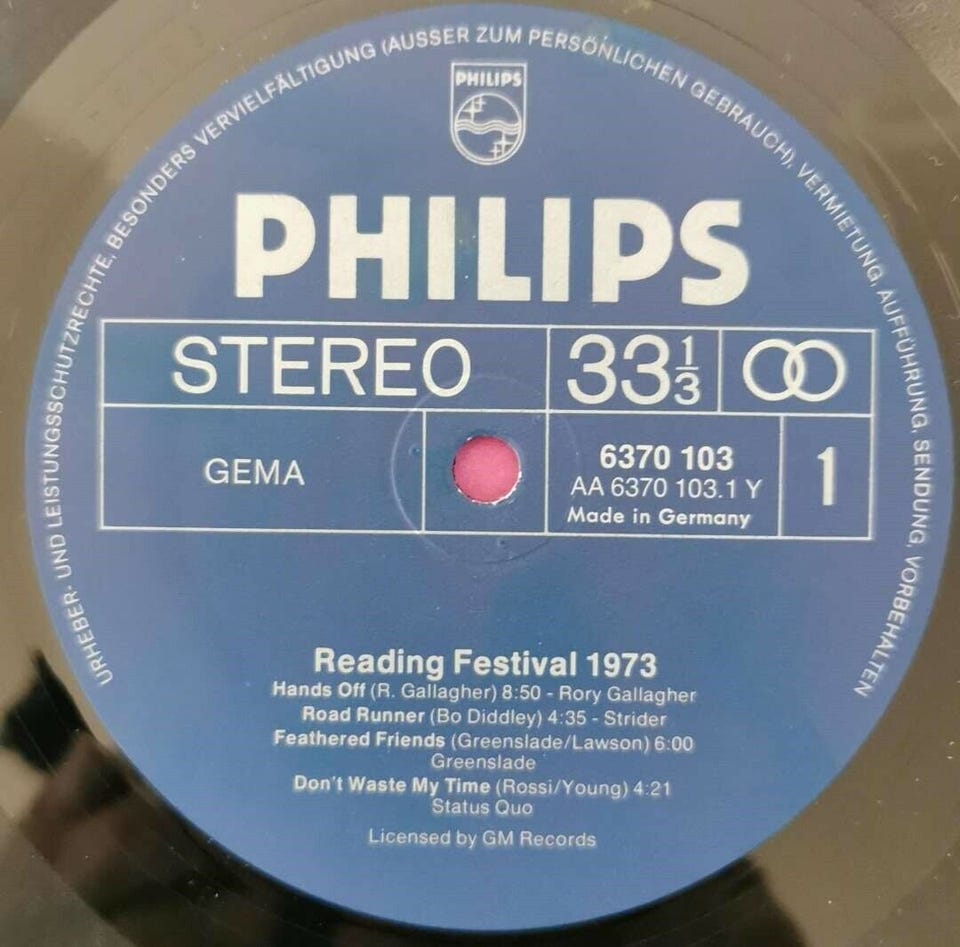 URHEBER- UND LEISTUNGSSCHUTZRECHTE, BESONDERS VERVIELFÄLTIGUNG (AUSSER ZUM PERSÖNLICHEN GEBRAUCH), VERMIETUNG, AUFFÜHRUNG, SENDUNG, VORBEHALTEN
PHILIPS
PHILIPS
STEREO 33 1/3
GEMA
6370 103
AA 6370 103.1 Y
Made in Germany
1
Reading Festival 1973
Hands Off (R. Gallagher) 8:50 - Rory Gallagher
Road Runner (Bo Diddley) 4:35 - Strider
Feathered Friends (Greenslade/Lawson) 6:00
Greenslade
Don't Waste My Time (Rossi/Young) 4:21
Status Quo
Licensed by GM Records